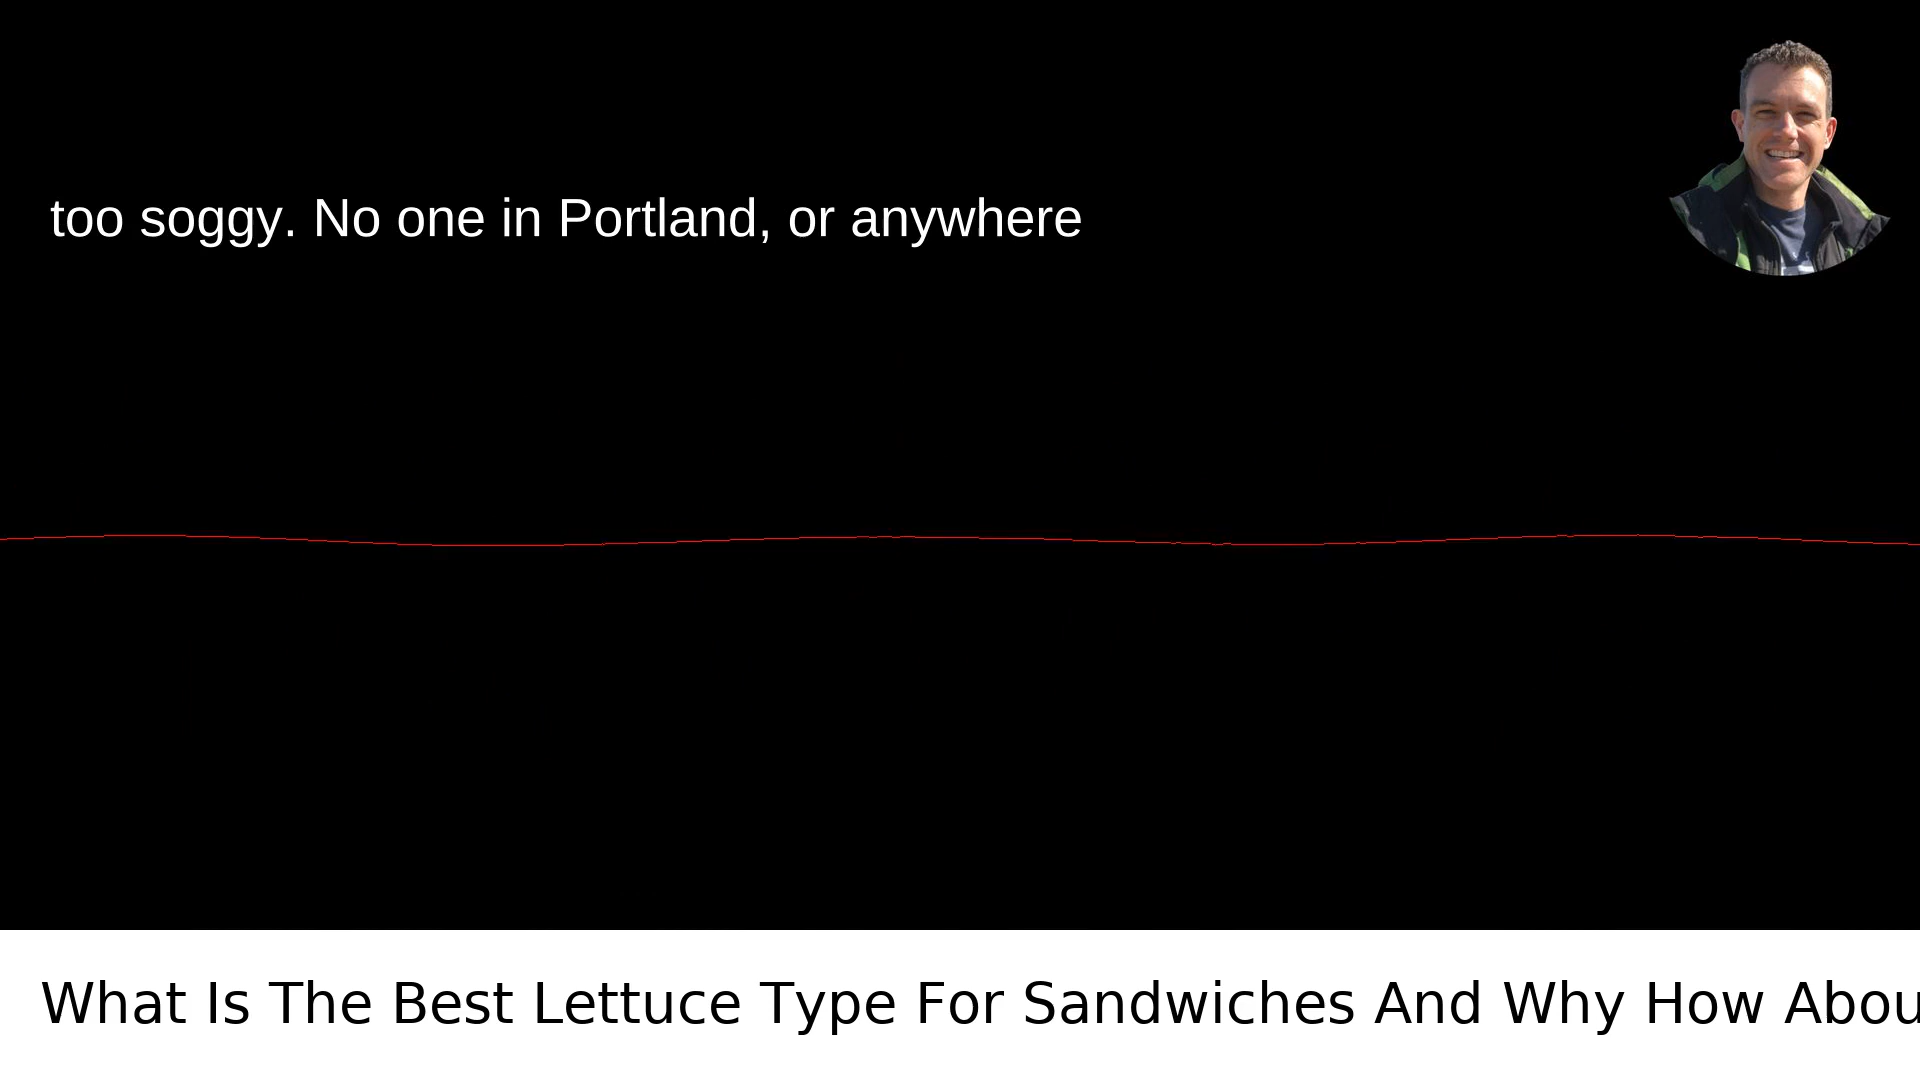 too soggy. No one in Portland, or anywhere
What Is The Best Lettuce Type For Sandwiches And Why How Abou